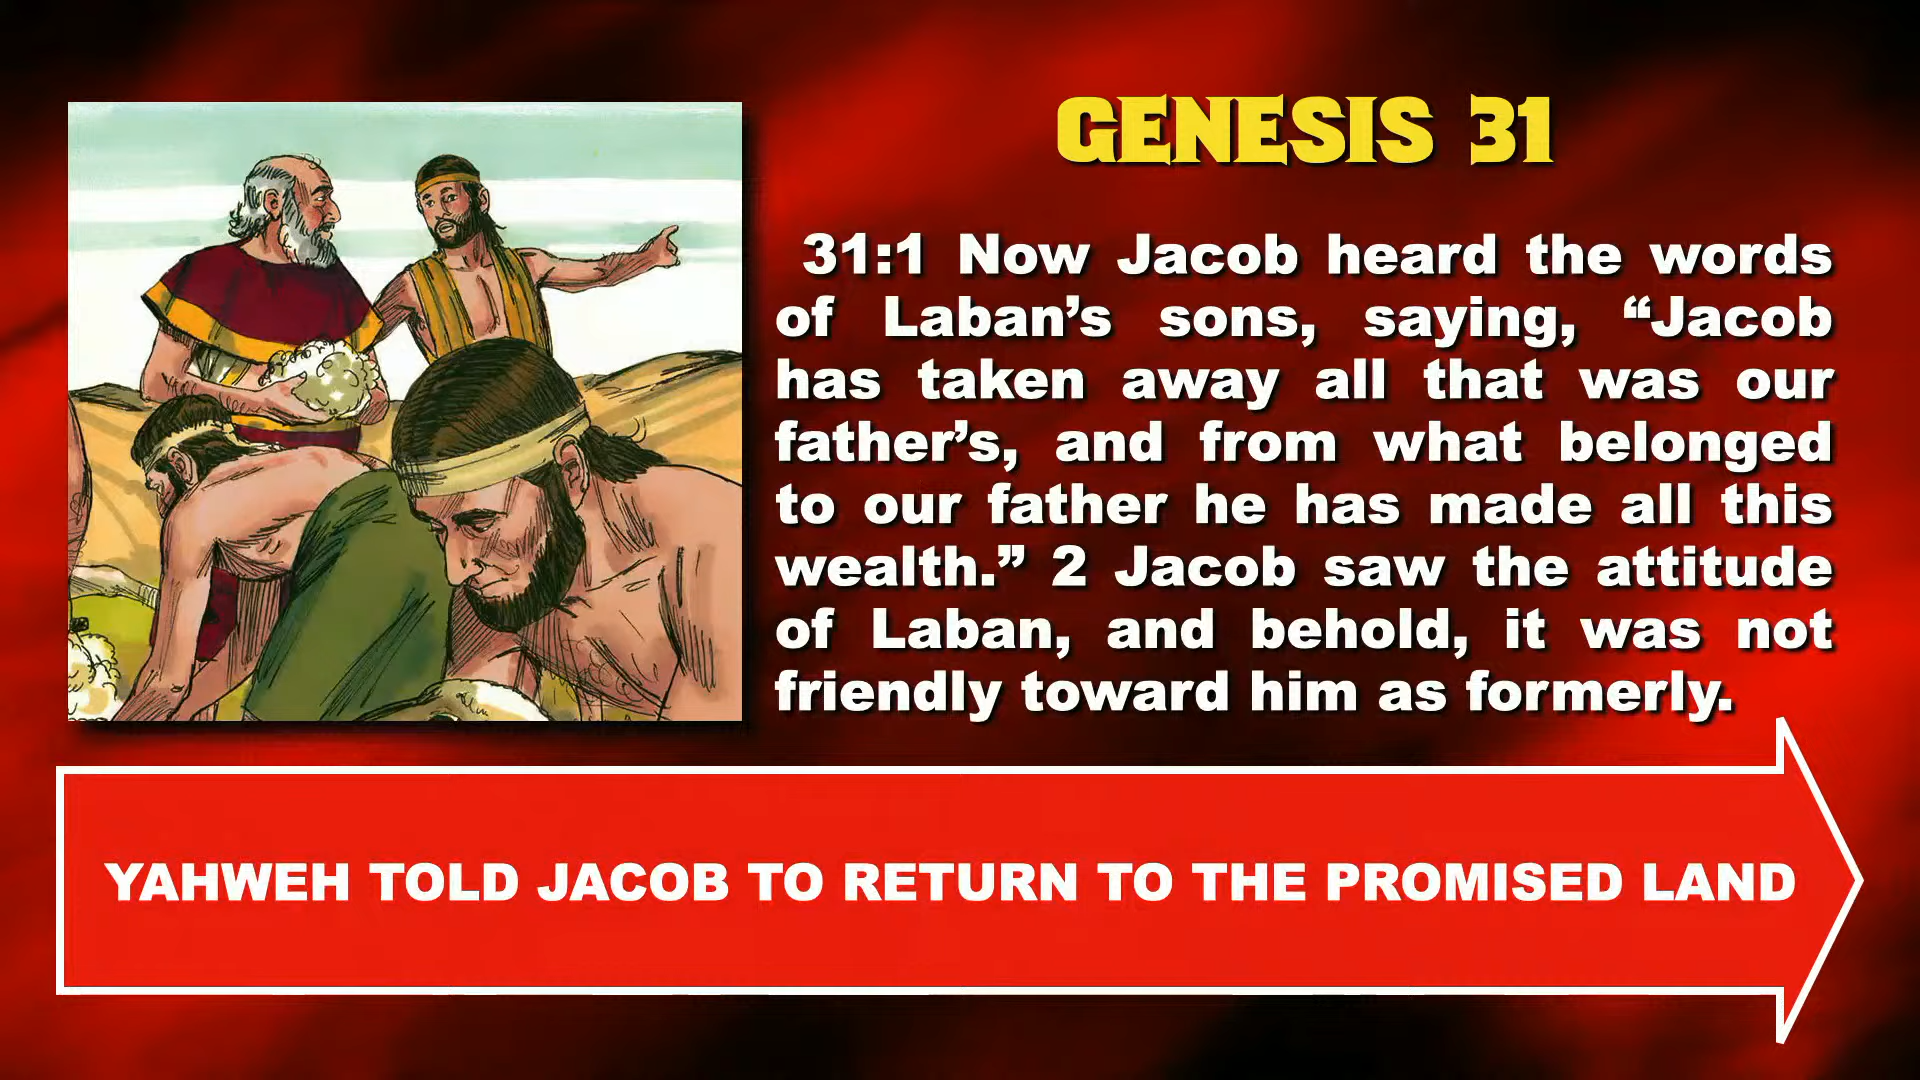 GENESIS 31
31:1 Now Jacob heard the words
of Laban’s sons, saying, “Jacob
has taken away all that was our
father’s, and from what belonged
to our father he has made all this
wealth.” 2 Jacob saw the attitude
of Laban, and behold, it was not
friendly toward him as formerly.
YAHWEH TOLD JACOB TO RETURN TO THE PROMISED LAND